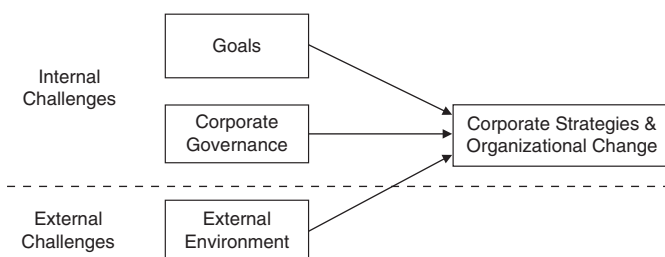 Goals
Internal
Challenges
Corporate
Governance
Corporate Strategies &
Organizational Change
External
Challenges
External
Environment